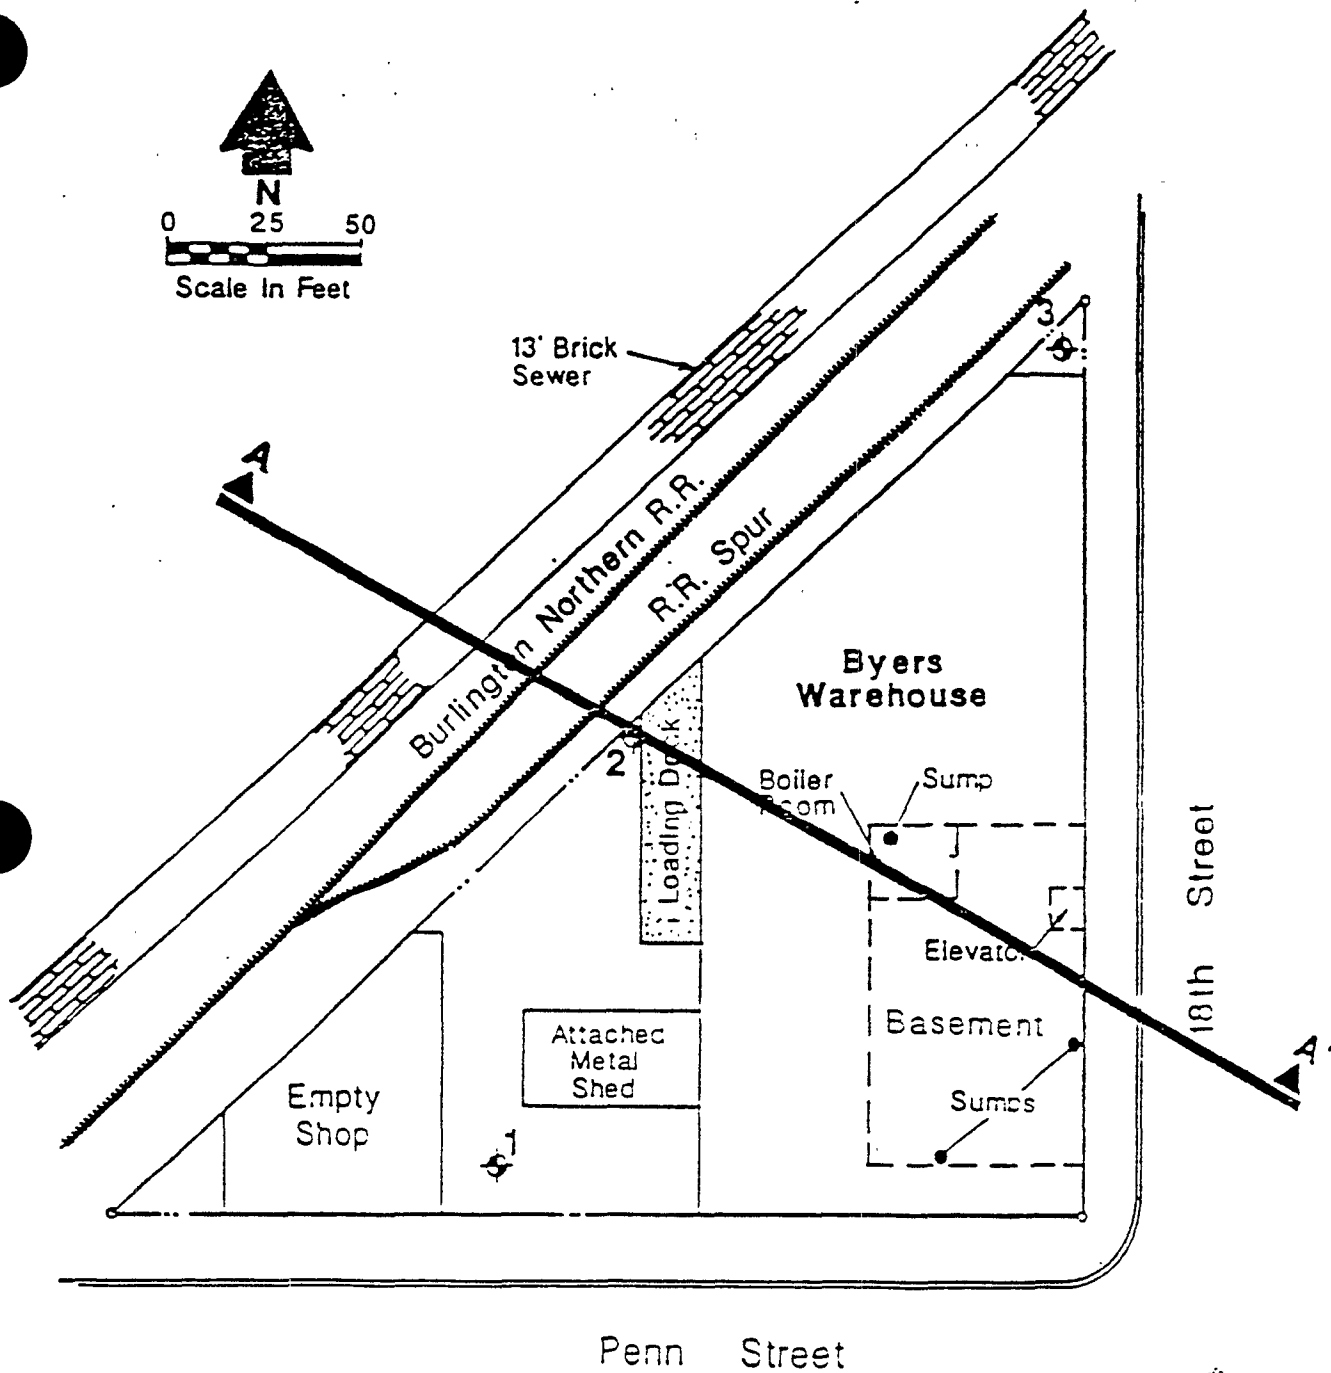 N
0 25 50
Scale In Feet
13' Brick
Sewer
3
A
Burlington Northern R.R.
R.R. Spur
Byers
Warehouse
2
Loading Dock
Boiler
Room
Sump
Elevator
18th Street
Basement
A'
Attached
Metal
Shed
Empty
Shop
Sumps
1
Penn Street